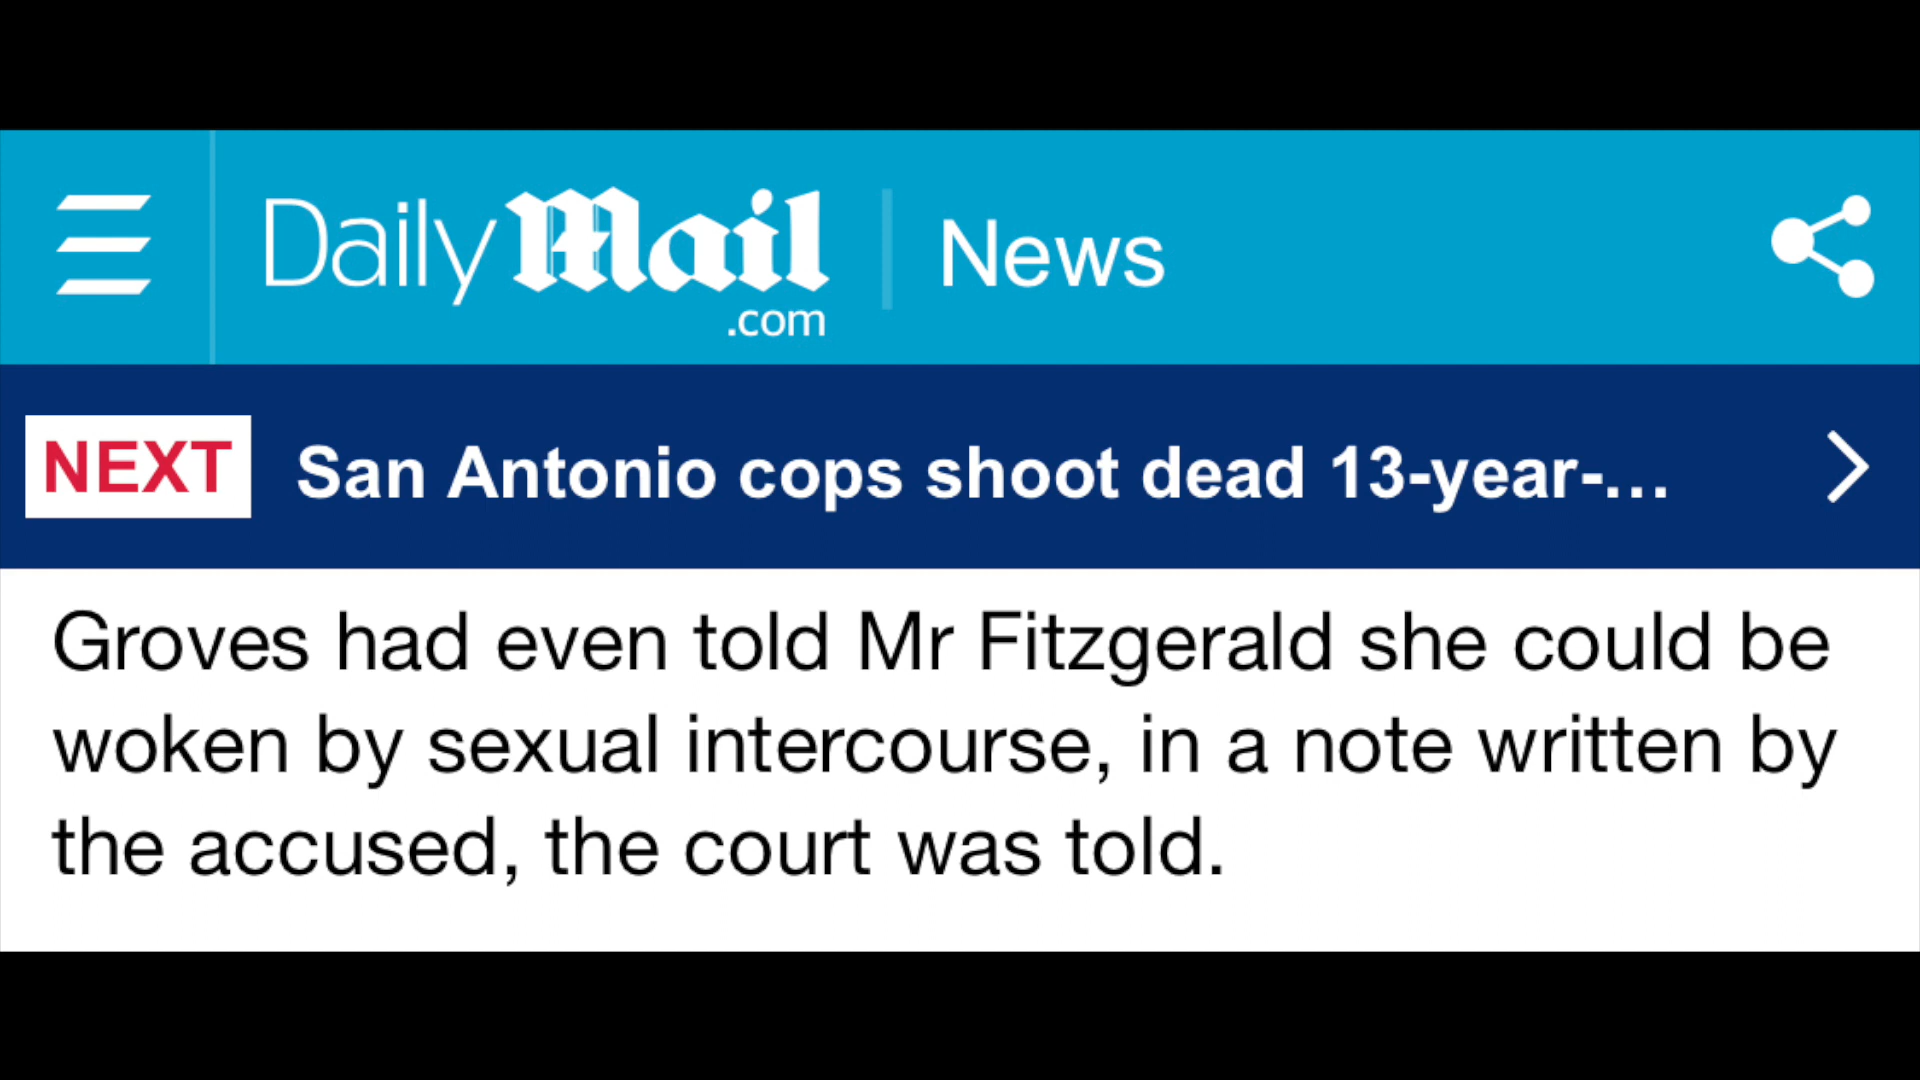 Daily Mail .com News
NEXT San Antonio cops shoot dead 13-year-...
Groves had even told Mr Fitzgerald she could be
woken by sexual intercourse, in a note written by
the accused, the court was told.